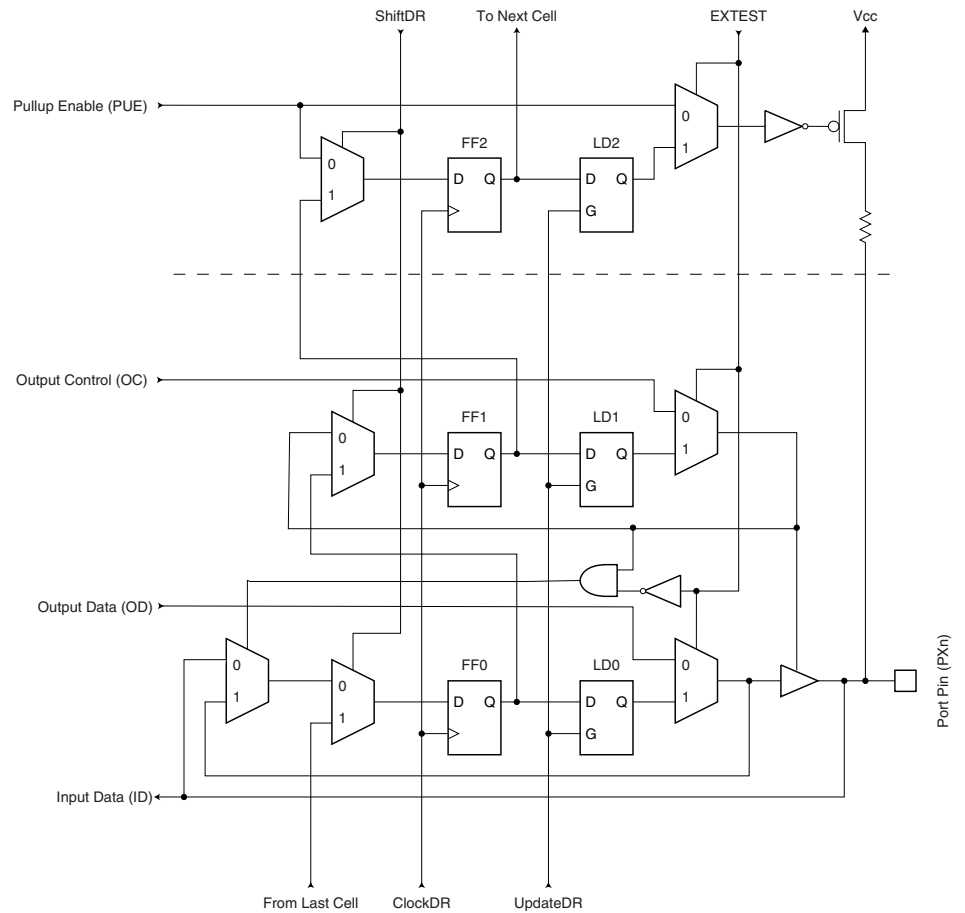 ShiftDR
To Next Cell
EXTEST
Vcc
Pullup Enable (PUE)
0
1
FF2
D Q
LD2
D Q
G
0
1
Output Control (OC)
0
1
FF1
D Q
LD1
D Q
G
0
1
Output Data (OD)
0
1
0
1
FF0
D Q
LD0
D Q
G
0
1
Port Pin (PXn)
Input Data (ID)
From Last Cell
ClockDR
UpdateDR